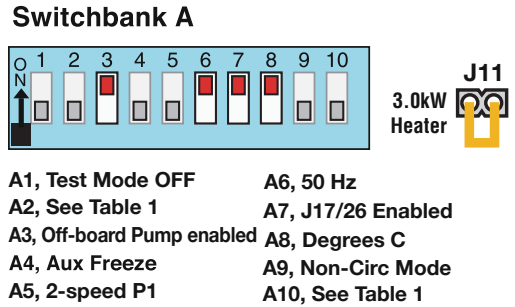 Switchbank A
ON
1 2 3 4 5 6 7 8 9 10
J11
3.0kW
Heater
A1, Test Mode OFF
A2, See Table 1
A3, Off-board Pump enabled
A4, Aux Freeze
A5, 2-speed P1
A6, 50 Hz
A7, J17/26 Enabled
A8, Degrees C
A9, Non-Circ Mode
A10, See Table 1